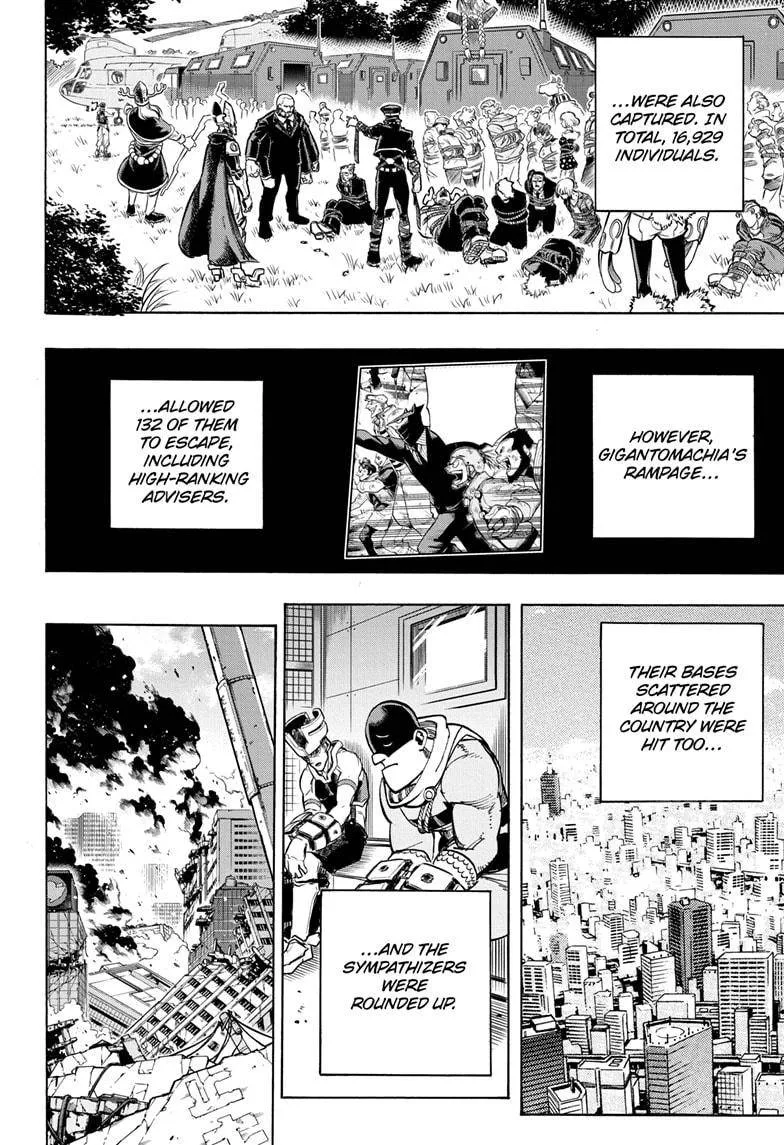 ...WERE ALSO
CAPTURED. IN
TOTAL, 16,929
INDIVIDUALS.
HOWEVER,
GIGANTOMACHIA'S
RAMPAGE...
...ALLOWED
132 OF THEM
TO ESCAPE,
INCLUDING
HIGH-RANKING
ADVISERS.
THEIR BASES
SCATTERED
AROUND THE
COUNTRY WERE
HIT TOO...
...AND THE
SYMPATHIZERS
WERE
ROUNDED UP.